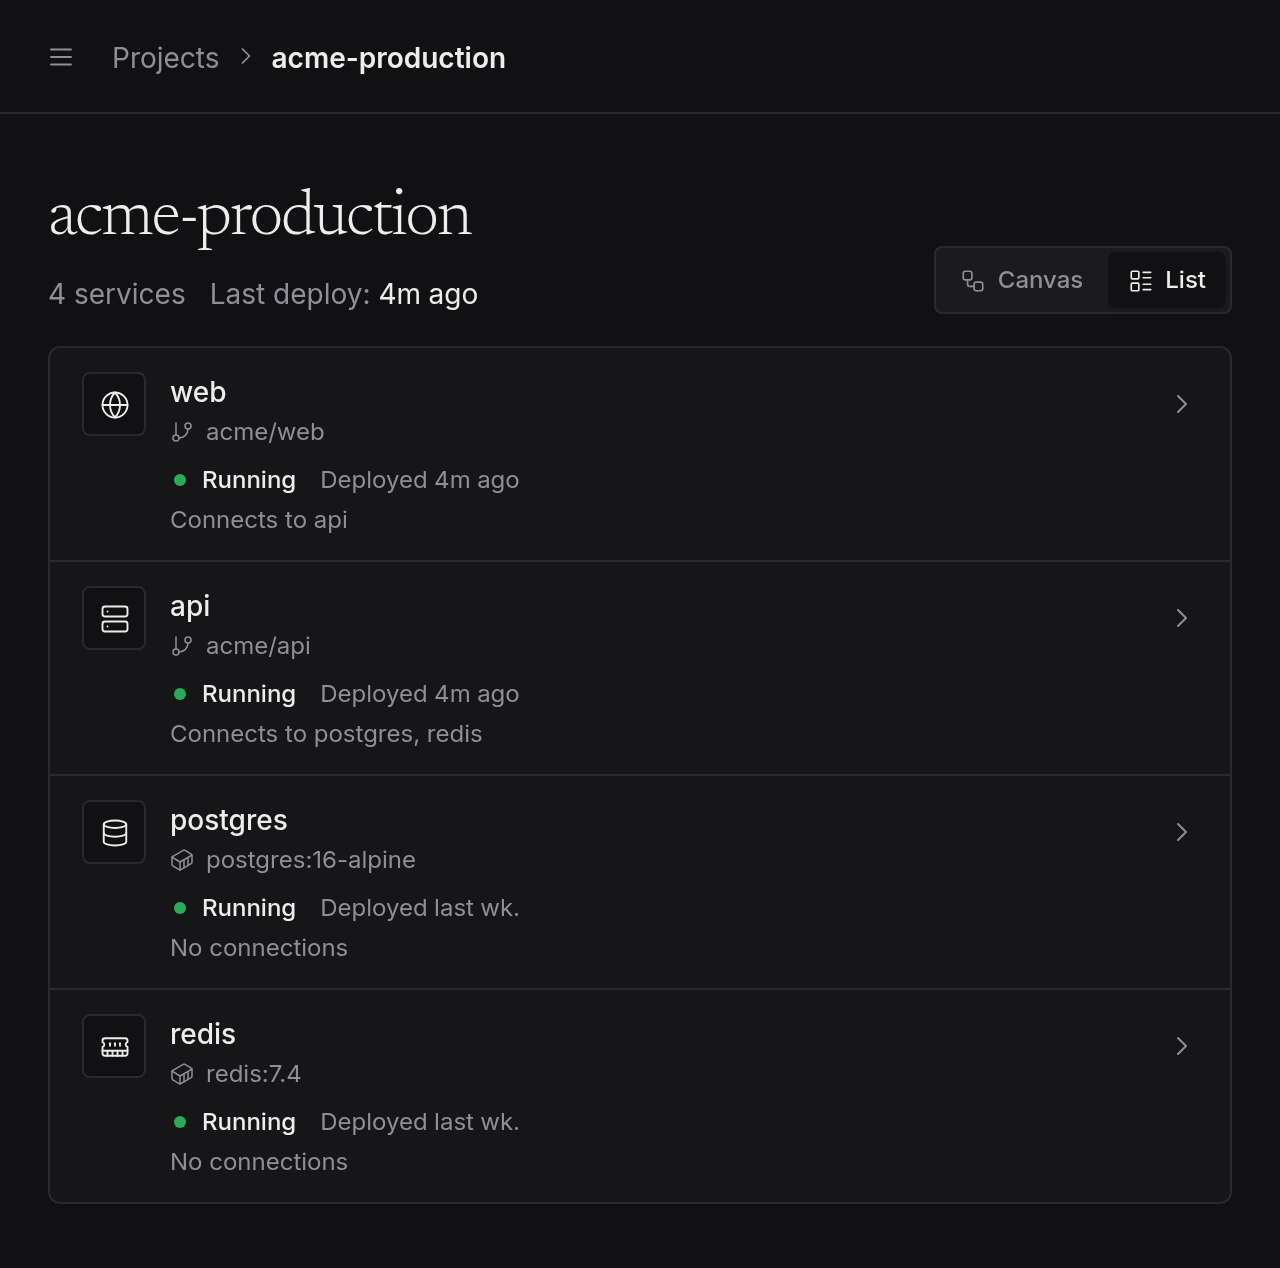 Projects > acme-production
acme-production
4 services Last deploy: 4m ago
Canvas List
web
acme/web
Running Deployed 4m ago
Connects to api
api
acme/api
Running Deployed 4m ago
Connects to postgres, redis
postgres
postgres:16-alpine
Running Deployed last wk.
No connections
redis
redis:7.4
Running Deployed last wk.
No connections